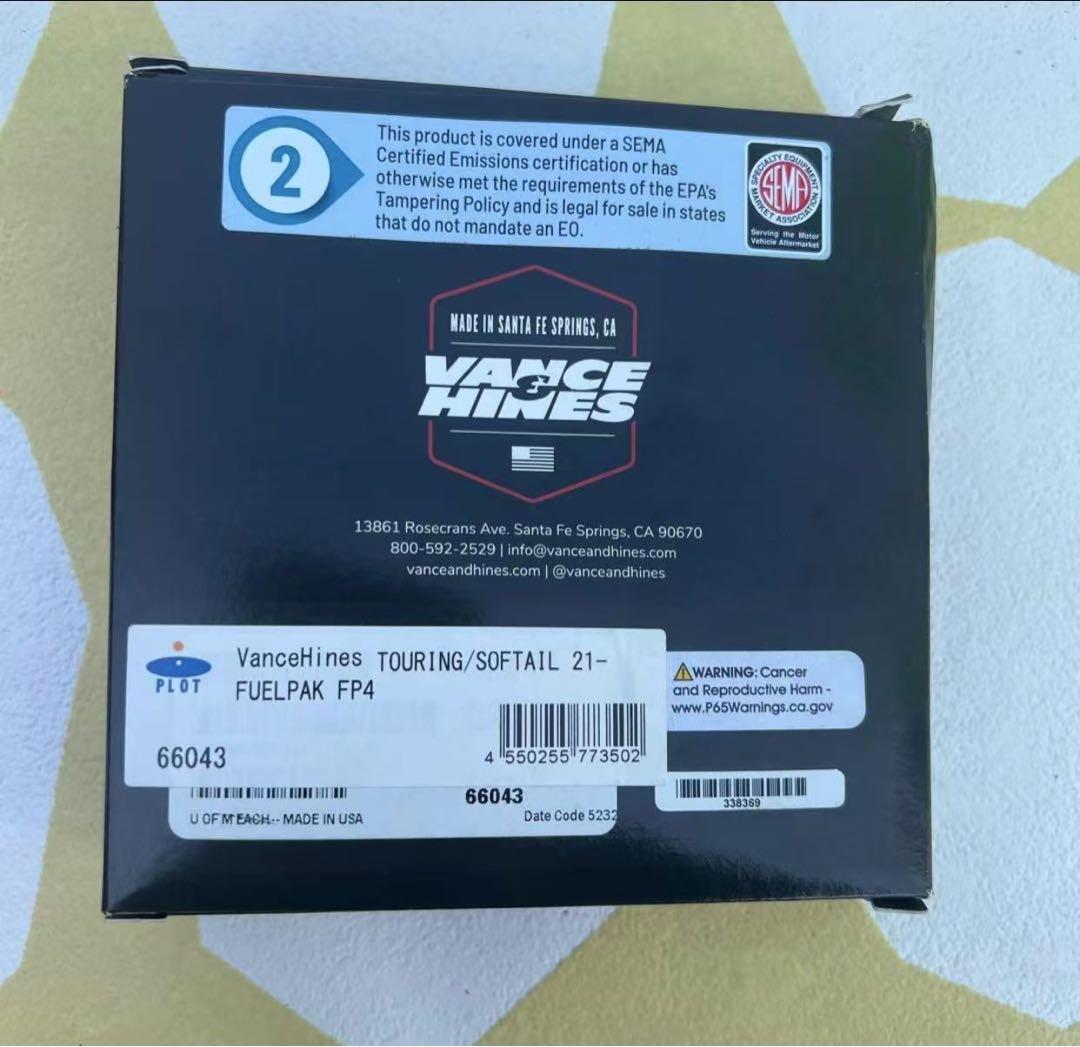 2
This product is covered under a SEMA
Certified Emissions certification or has
otherwise met the requirements of the EPA's
Tampering Policy and is legal for sale in states
that do not mandate an EO.
SPECIALTY EQUIPMENT
SEMA
MARKET ASSOCIATION
Serving the Motor
Vehicle Aftermarket
MADE IN SANTA FE SPRINGS, CA
VANCE
&
HINES
13861 Rosecrans Ave. Santa Fe Springs, CA 90670
800-592-2529 | info@vanceandhines.com
vanceandhines.com | @vanceandhines
PLOT
VanceHines TOURING/SOFTAIL 21-
FUELPAK FP4
66043
4 550255 773502
WARNING: Cancer
and Reproductive Harm -
www.P65Warnings.ca.gov
66043
U OF M EACH-- MADE IN USA
Date Code 5232
338369